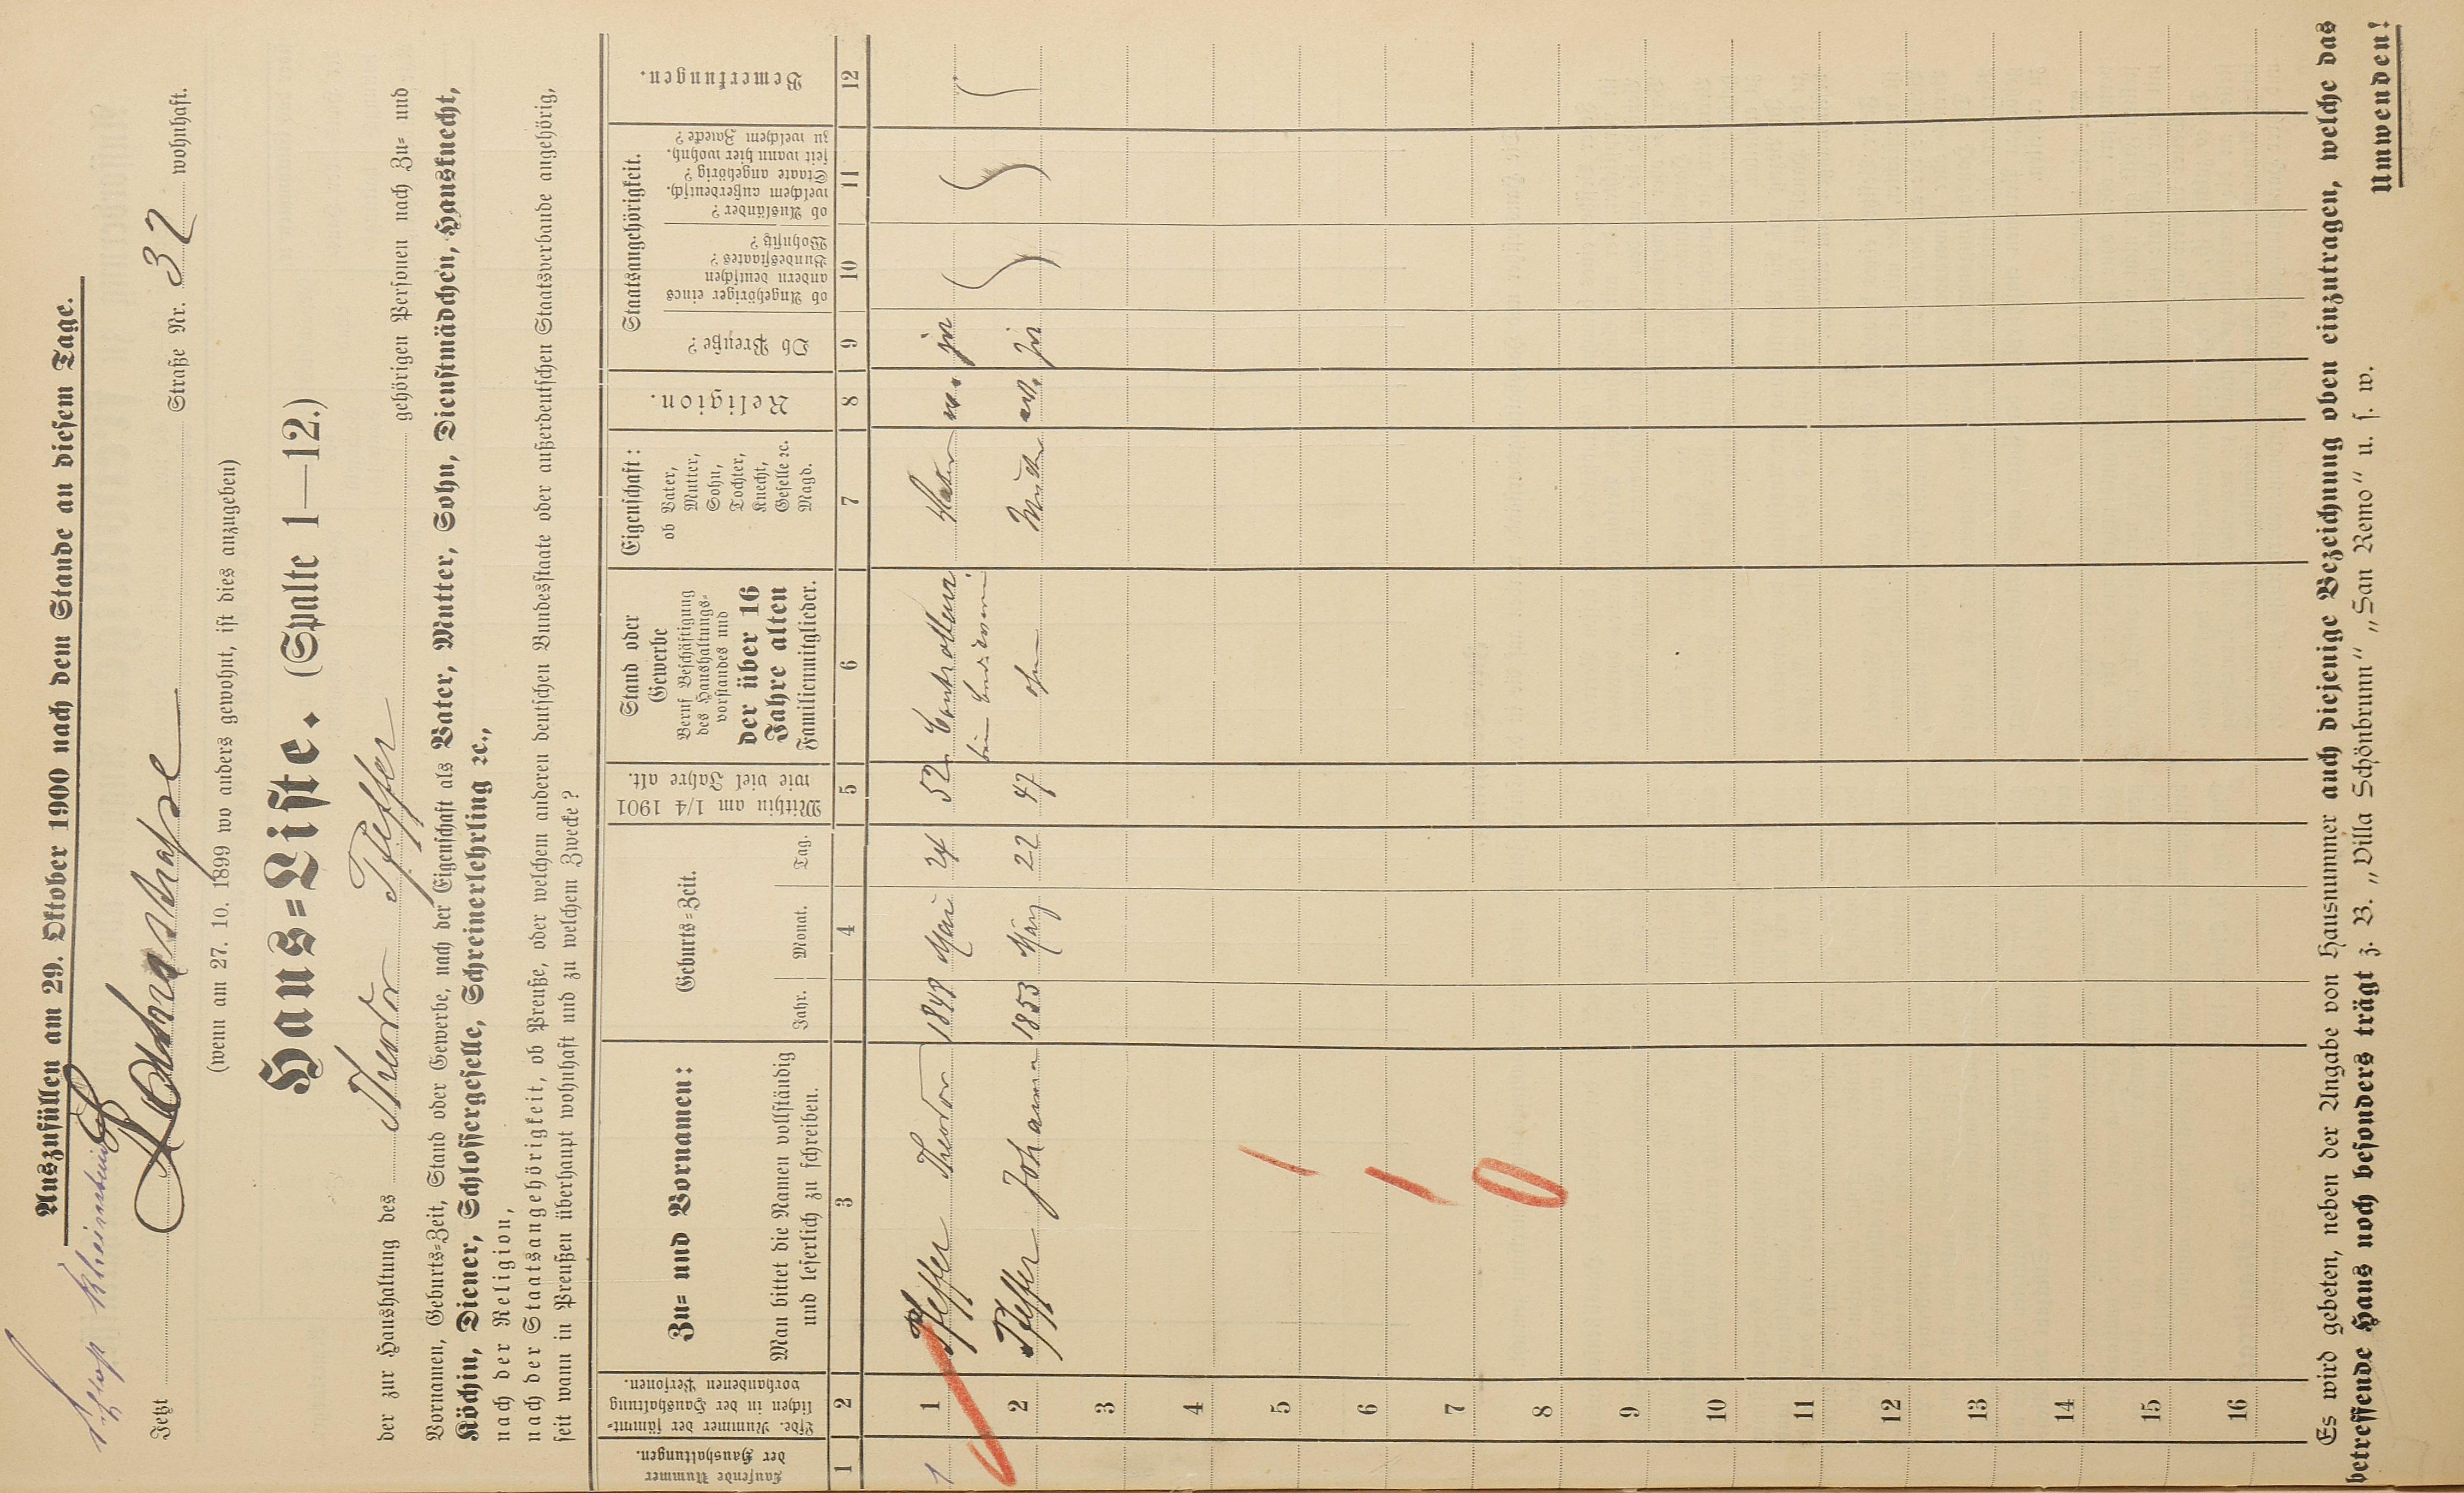 Auszufüllen am 29. Oktober 1900 nach dem Stande an diesem Tage.
Schloß
Jetzt Lahnstraße Straße Nr. 32 wohnhaft.
(wenn am 27. 10. 1899 wo anders gewohnt, ist dies anzugeben)
Haus-Liste. (Spalte 1—12.)
der zur Haushaltung des Theodor Pfeffer gehörigen Personen nach Zu- und
Vornamen, Geburts-Zeit, Stand oder Gewerbe, nach der Eigenschaft als Vater, Mutter, Sohn, Dienstmädchen, Hausknecht,
Köchin, Diener, Schlossergeselle, Schreinerlehrling ꝛc.,
nach der Religion,
nach der Staatsangehörigkeit, ob Preuße, oder welchem anderen deutschen Bundesstaate oder außerdeutschen Staatsverbande angehörig,
seit wann in Preußen überhaupt wohnhaft und zu welchem Zwecke?
Laufende Nummer
der Haushaltungen.
Lfde. Nummer der sämmt-
lichen in der Haushaltung
vorhandenen Personen.
Zu- und Vornamen:
Man bittet die Namen vollständig
und leserlich zu schreiben.
Geburts-Zeit.
Jahr. Monat. Tag.
Mithin am 1/4 1901
wie viel Jahre alt.
Stand oder
Gewerbe
Beruf Beschäftigung
des Haushaltungs-
vorstandes und
der über 16
Jahre alten
Familienmitglieder.
Eigenschaft:
ob Vater,
Mutter,
Sohn,
Tochter,
Knecht,
Geselle ꝛc.
Magd.
Religion.
Staatsangehörigkeit.
Ob Preuße?
ob Angehöriger eines
andern deutschen
Bundesstaates?
Wohnsitz?
ob Ausländer?
welchem außerdeutsch.
Staate angehörig?
seit wann hier wohnh.
zu welchem Zwecke?
Bemerkungen.
1 2 3 4 5 6 7 8 9 10 11 12
1 1 Pfeffer Theodor 1848 Mai 24 52 Vater ev. ja
2 Pfeffer Johanna 1853 März 22 47 ohne Mutter ev. ja
3
4
5
6
7
8
9
10
11
12
13
14
15
16
Es wird gebeten, neben der Angabe von Hausnummer auch diejenige Bezeichnung oben einzutragen, welche das
betreffende Haus noch besonders trägt z. B. „Villa Schönbrunn“ „San Remo“ u. s. w.
Umwenden!